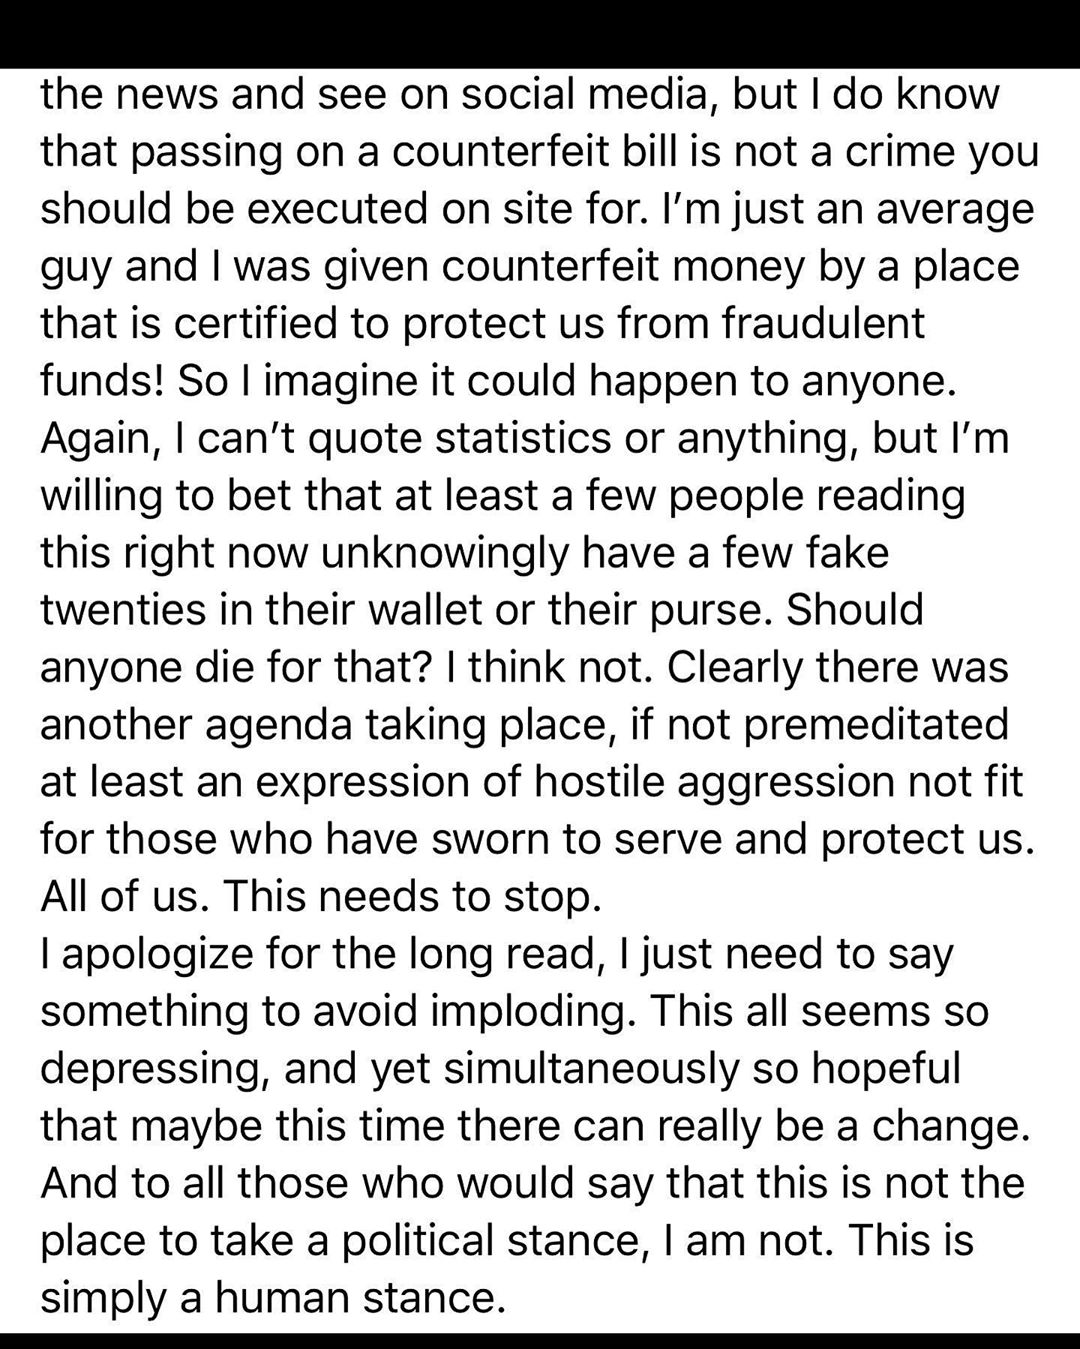 the news and see on social media, but I do know
that passing on a counterfeit bill is not a crime you
should be executed on site for. I’m just an average
guy and I was given counterfeit money by a place
that is certified to protect us from fraudulent
funds! So I imagine it could happen to anyone.
Again, I can’t quote statistics or anything, but I’m
willing to bet that at least a few people reading
this right now unknowingly have a few fake
twenties in their wallet or their purse. Should
anyone die for that? I think not. Clearly there was
another agenda taking place, if not premeditated
at least an expression of hostile aggression not fit
for those who have sworn to serve and protect us.
All of us. This needs to stop.
I apologize for the long read, I just need to say
something to avoid imploding. This all seems so
depressing, and yet simultaneously so hopeful
that maybe this time there can really be a change.
And to all those who would say that this is not the
place to take a political stance, I am not. This is
simply a human stance.